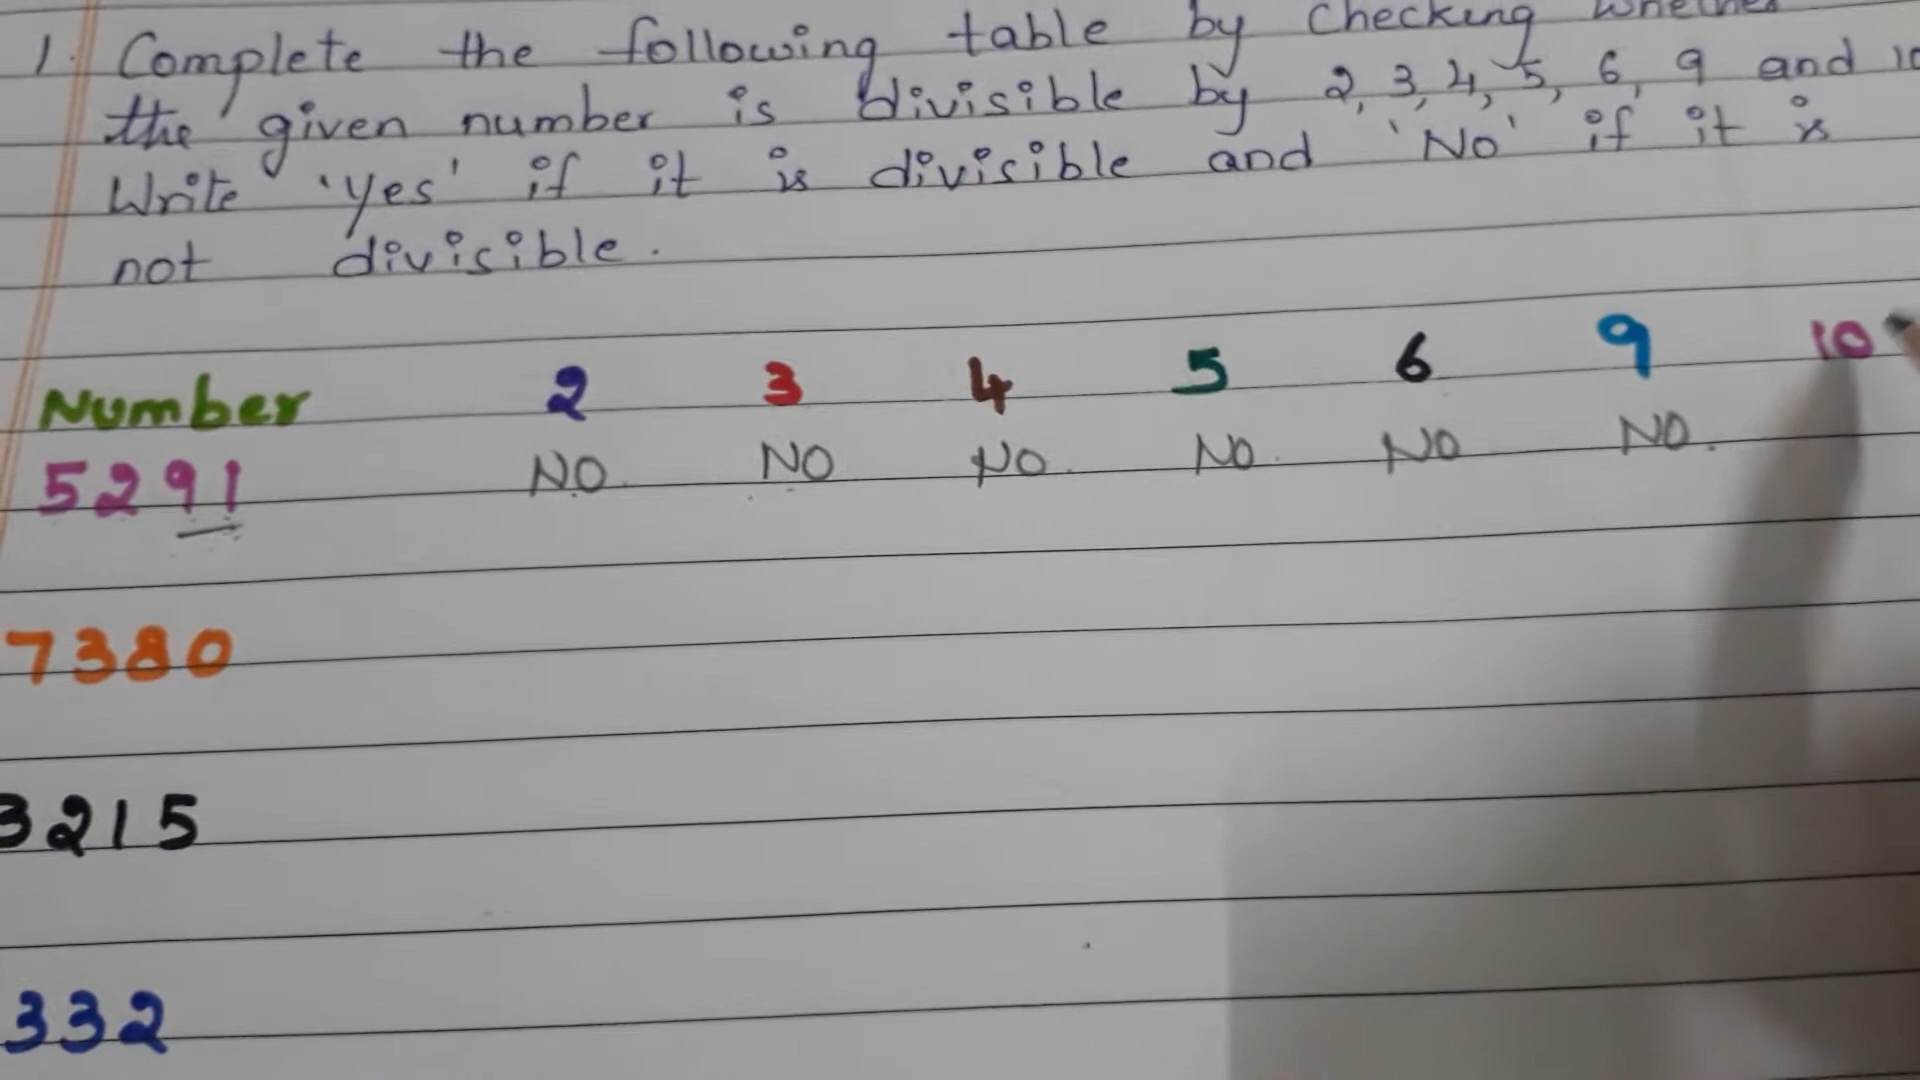 1. Complete the following table by Checking whether
the given number is divisible by 2, 3, 4, 5, 6, 9 and 10
Write 'yes' if it is divisible and 'No' if it is
not divisible.
Number 2 3 4 5 6 9 10
5291 NO. NO NO. NO. NO NO.
7380
3215
332